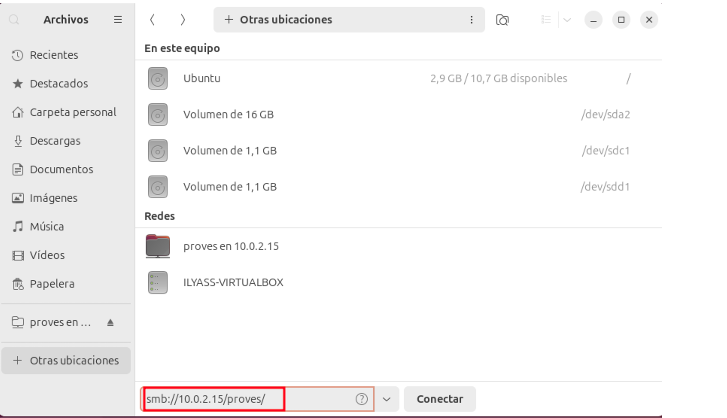 Archivos
+ Otras ubicaciones
Recientes
Destacados
Carpeta personal
Descargas
Documentos
Imágenes
Música
Vídeos
Papelera
proves en ...
+ Otras ubicaciones
En este equipo
Ubuntu 2,9 GB / 10,7 GB disponibles /
Volumen de 16 GB /dev/sda2
Volumen de 1,1 GB /dev/sdc1
Volumen de 1,1 GB /dev/sdd1
Redes
proves en 10.0.2.15
ILYASS-VIRTUALBOX
smb://10.0.2.15/proves/ ? Conectar